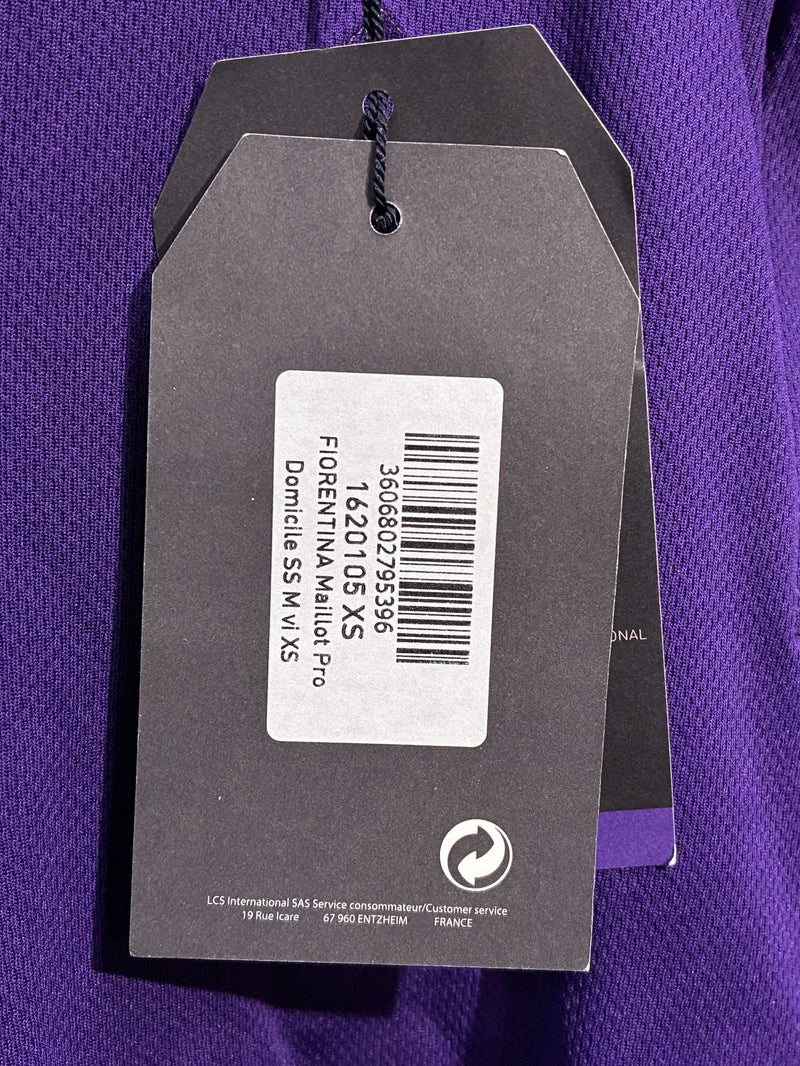 3606802795396
1620105 XS
FIORENTINA Maillot Pro
Domicile SS M vi XS
ONAL
LCS International SAS Service consommateur/Customer service
19 Rue Icare 67 960 ENTZHEIM FRANCE